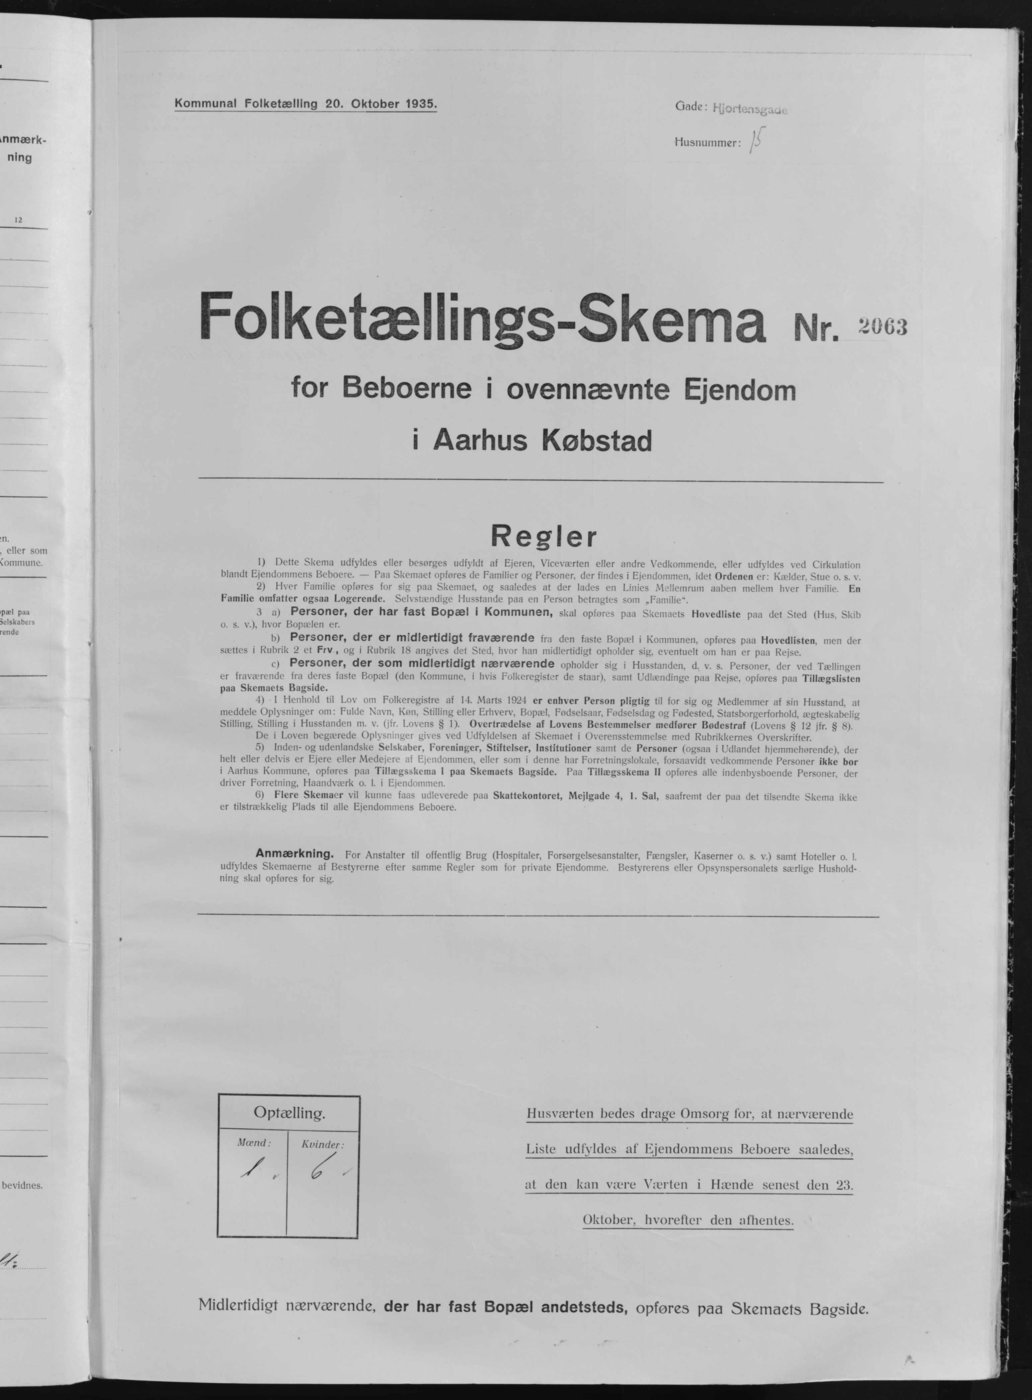 nmærk-
ning
12
en.
, eller som
Kommune.
opæl paa
Selskabers
rende
bevidnes.
Kommunal Folketælling 20. Oktober 1935.
Gade: Hjortensgade
Husnummer: 15
Folketællings-Skema Nr. 2063
for Beboerne i ovennævnte Ejendom
i Aarhus Købstad
Regler
1) Dette Skema udfyldes eller besørges udfyldt af Ejeren, Viceværten eller andre Vedkommende, eller udfyldes ved Cirkulation
blandt Ejendommens Beboere. — Paa Skemaet opføres de Familier og Personer, der findes i Ejendommen, idet Ordenen er: Kælder, Stue o. s. v.
2) Hver Familie opføres for sig paa Skemaet, og saaledes at der lades en Linies Mellemrum aaben mellem hver Familie. En
Familie omfatter ogsaa Logerende. Selvstændige Husstande paa en Person betragtes som „Familie“.
3 a) Personer, der har fast Bopæl i Kommunen, skal opføres paa Skemaets Hovedliste paa det Sted (Hus, Skib
o. s. v.), hvor Bopælen er.
b) Personer, der er midlertidigt fraværende fra den faste Bopæl i Kommunen, opføres paa Hovedlisten, men der
sættes i Rubrik 2 et Frv., og i Rubrik 18 angives det Sted, hvor han midlertidigt opholder sig, eventuelt om han er paa Rejse.
c) Personer, der som midlertidigt nærværende opholder sig i Husstanden, d. v. s. Personer, der ved Tællingen
er fraværende fra deres faste Bopæl (den Kommune, i hvis Folkeregister de staar), samt Udlændinge paa Rejse, opføres paa Tillægslisten
paa Skemaets Bagside.
4) I Henhold til Lov om Folkeregistre af 14. Marts 1924 er enhver Person pligtig til for sig og Medlemmer af sin Husstand, at
meddele Oplysninger om: Fulde Navn, Køn, Stilling eller Erhverv, Bopæl, Fødselsaar, Fødselsdag og Fødested, Statsborgerforhold, ægteskabelig
Stilling, Stilling i Husstanden m. v. (jfr. Lovens § 1). Overtrædelse af Lovens Bestemmelser medfører Bødestraf (Lovens § 12 jfr. § 8).
De i Loven begærede Oplysninger gives ved Udfyldelsen af Skemaet i Overensstemmelse med Rubrikkernes Overskrifter.
5) Inden- og udenlandske Selskaber, Foreninger, Stiftelser, Institutioner samt de Personer (ogsaa i Udlandet hjemmehørende), der
helt eller delvis er Ejere eller Medejere af Ejendommen, eller som i denne har Forretningslokale, forsaavidt vedkommende Personer ikke bor
i Aarhus Kommune, opføres paa Tillægsskema I paa Skemaets Bagside. Paa Tillægsskema II opføres alle indenbysboende Personer, der
driver Forretning, Haandværk o. l. i Ejendommen.
6) Flere Skemaer vil kunne faas udleverede paa Skattekontoret, Mejlgade 4, 1. Sal, saafremt der paa det tilsendte Skema ikke
er tilstrækkelig Plads til alle Ejendommens Beboere.
Anmærkning. For Anstalter til offentlig Brug (Hospitaler, Forsørgelsesanstalter, Fængsler, Kaserner o. s. v.) samt Hoteller o. l.
udfyldes Skemaerne af Bestyrerne efter samme Regler som for private Ejendomme. Bestyrerens eller Opsynspersonalets særlige Hushold-
ning skal opføres for sig.
Optælling.
Mænd: Kvinder:
1 6
Husværten bedes drage Omsorg for, at nærværende
Liste udfyldes af Ejendommens Beboere saaledes,
at den kan være Værten i Hænde senest den 23.
Oktober, hvorefter den afhentes.
Midlertidigt nærværende, der har fast Bopæl andetsteds, opføres paa Skemaets Bagside.